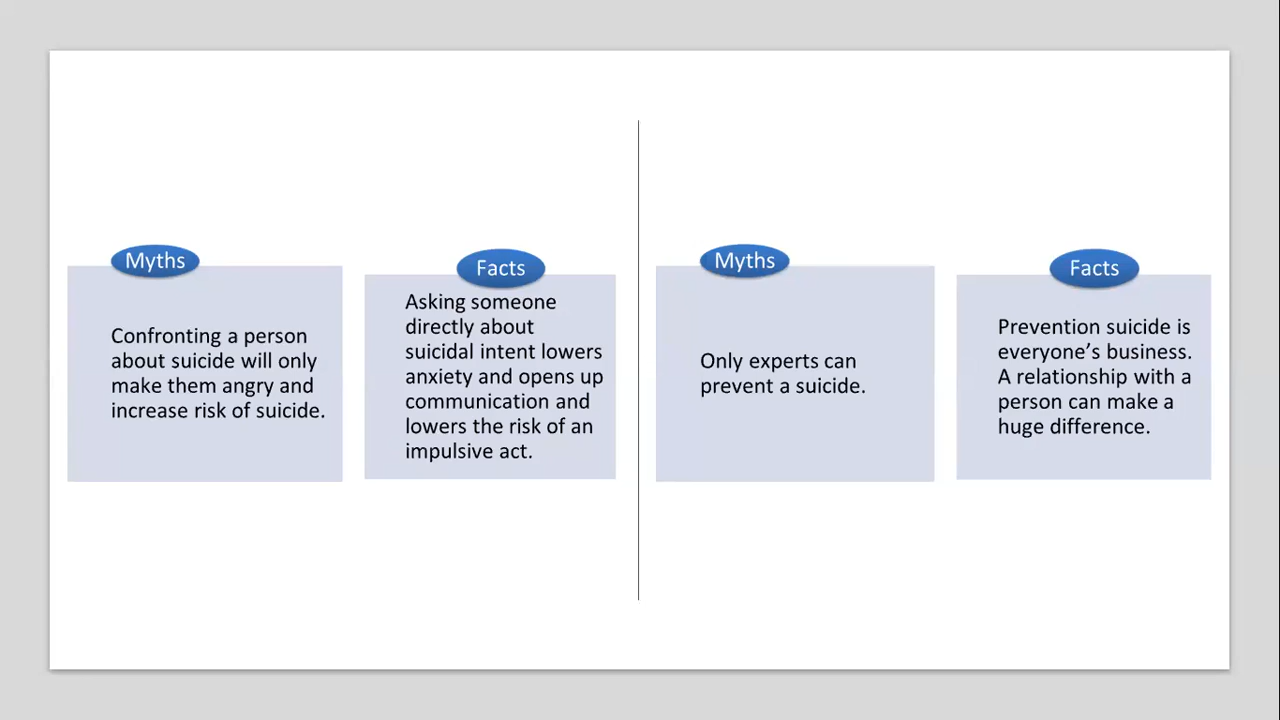 Myths
Confronting a person
about suicide will only
make them angry and
increase risk of suicide.
Facts
Asking someone
directly about
suicidal intent lowers
anxiety and opens up
communication and
lowers the risk of an
impulsive act.
Myths
Only experts can
prevent a suicide.
Facts
Prevention suicide is
everyone’s business.
A relationship with a
person can make a
huge difference.